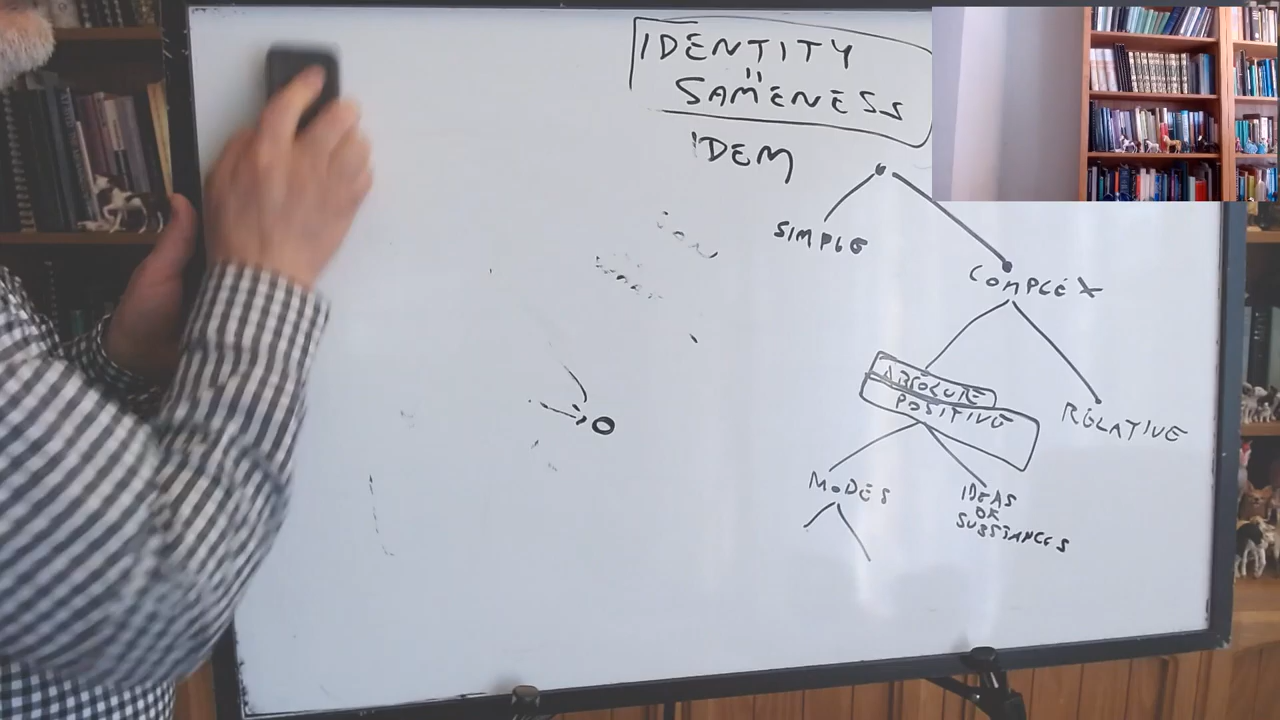 IDENTITY
"
SAMENESS
IDEM
SIMPLE
COMPLEX
ABSOLUTE
POSITIVE
RELATIVE
MODES
IDEAS
OF
SUBSTANCES